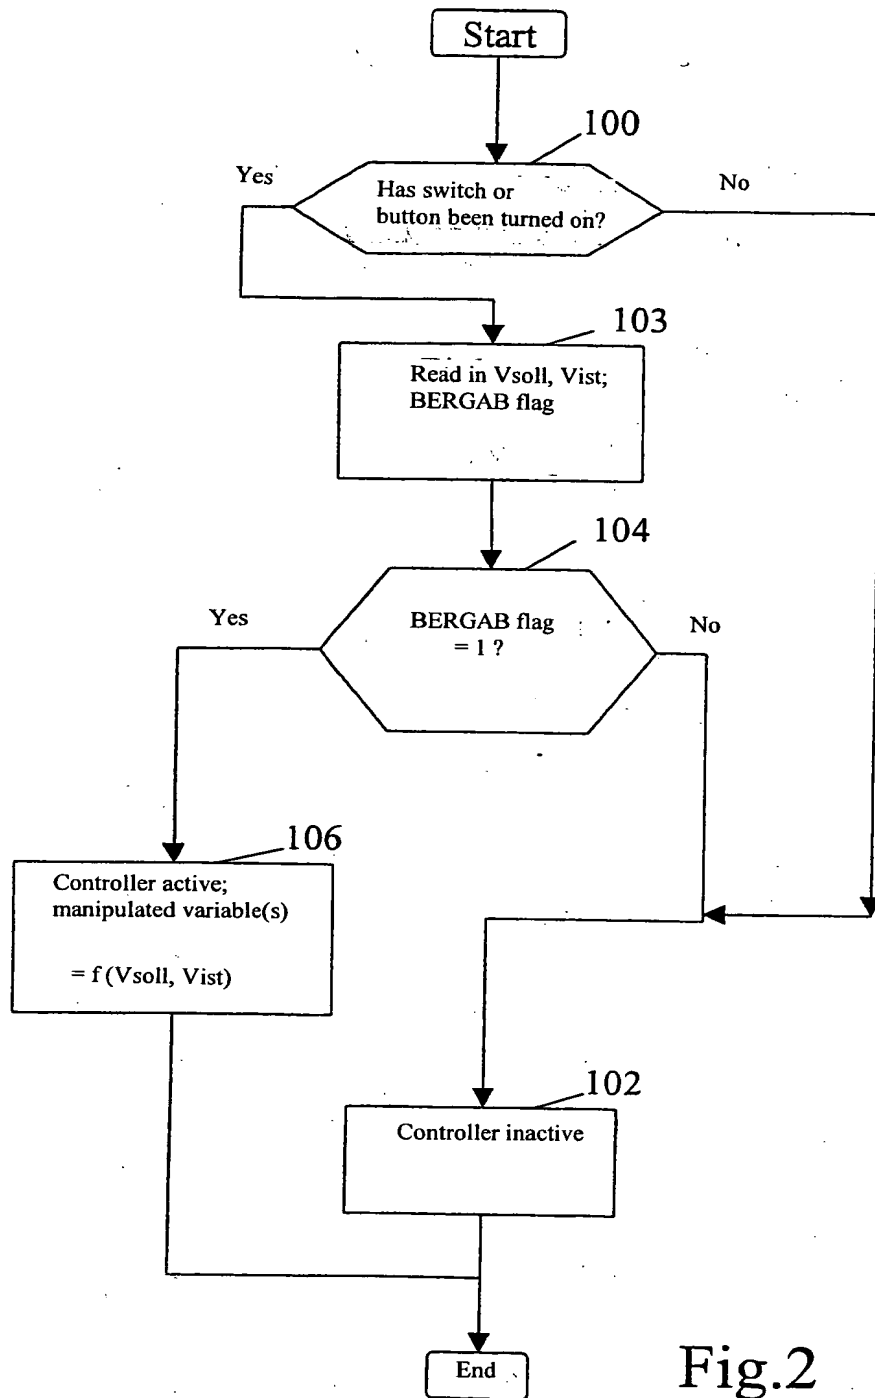 Start
100
Yes
No
Has switch or
button been turned on?
103
Read in Vsoll, Vist;
BERGAB flag
104
Yes
No
BERGAB flag
= 1 ?
106
Controller active;
manipulated variable(s)
= f (Vsoll, Vist)
102
Controller inactive
End
Fig.2